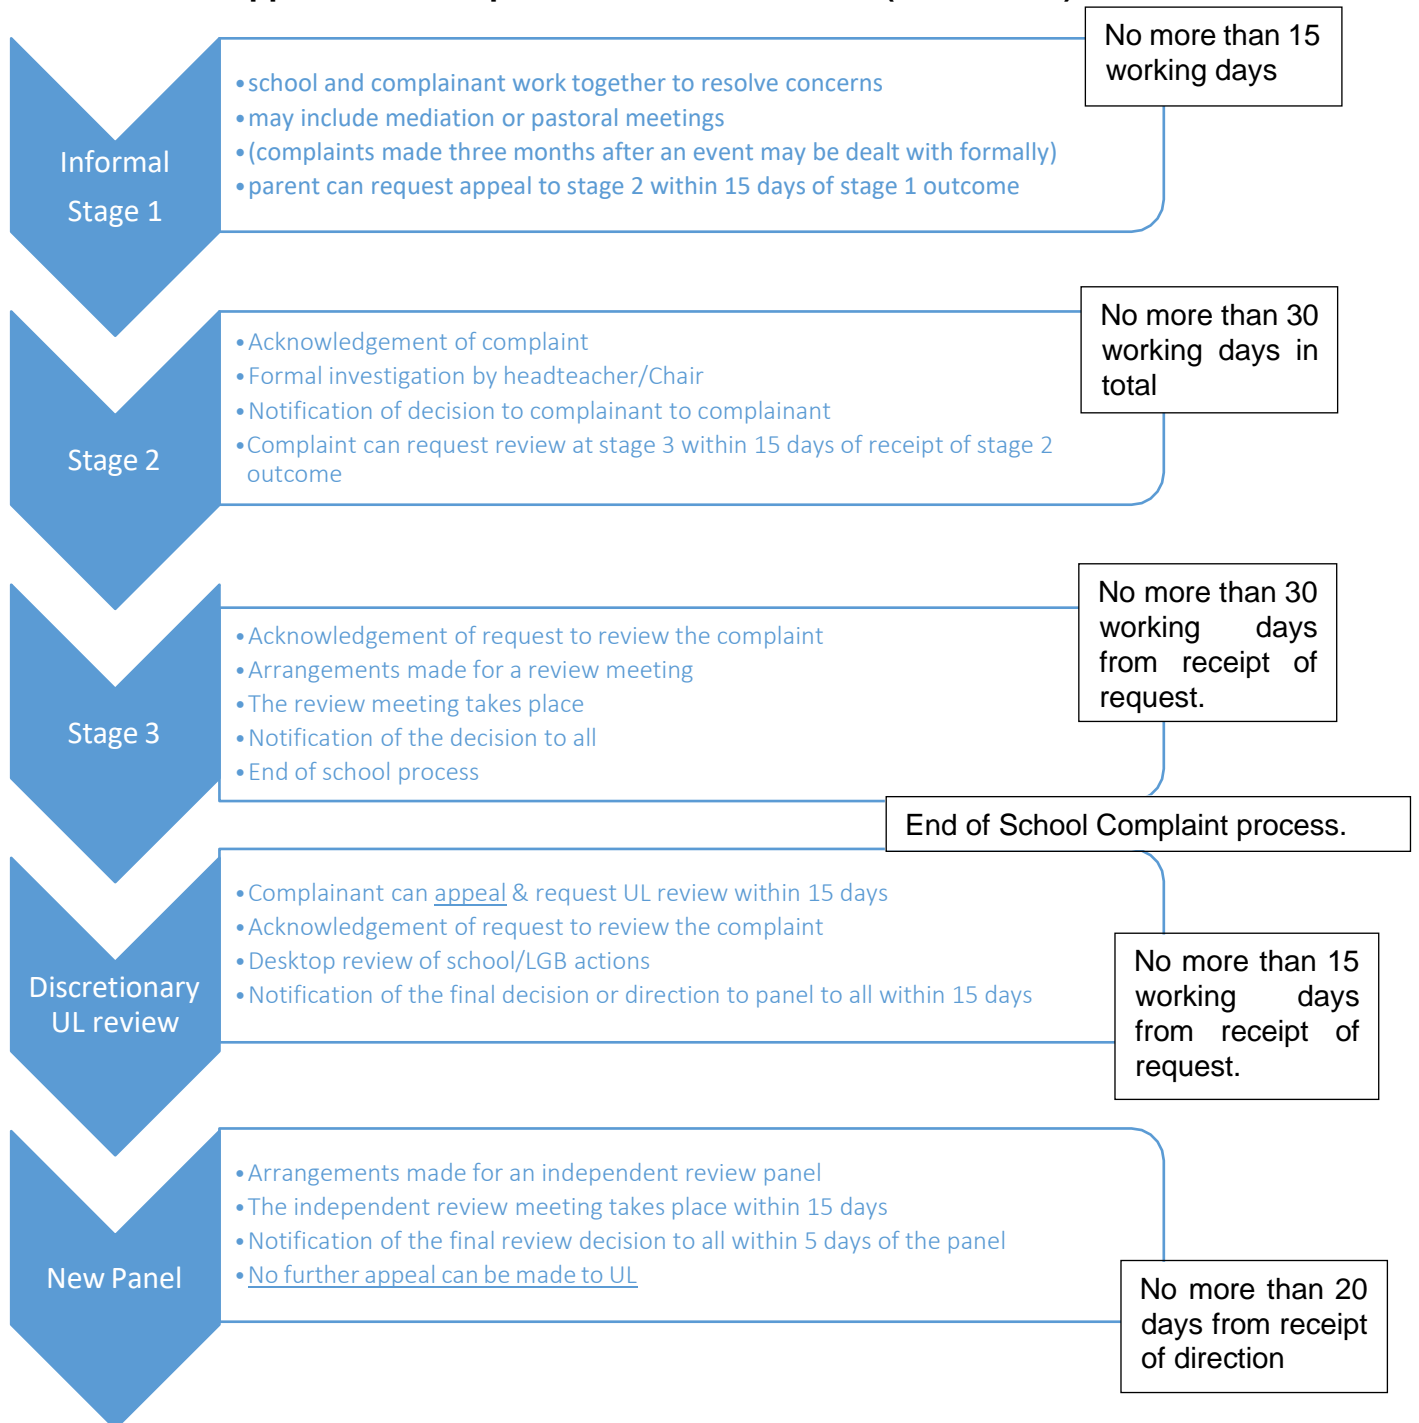 No more than 15
working days
Informal
Stage 1
•school and complainant work together to resolve concerns
•may include mediation or pastoral meetings
•(complaints made three months after an event may be dealt with formally)
•parent can request appeal to stage 2 within 15 days of stage 1 outcome
No more than 30
working days in
total
Stage 2
•Acknowledgement of complaint
•Formal investigation by headteacher/Chair
•Notification of decision to complainant to complainant
•Complaint can request review at stage 3 within 15 days of receipt of stage 2
outcome
No more than 30
working days
from receipt of
request.
Stage 3
•Acknowledgement of request to review the complaint
•Arrangements made for a review meeting
•The review meeting takes place
•Notification of the decision to all
•End of school process
End of School Complaint process.
Discretionary
UL review
•Complainant can appeal & request UL review within 15 days
•Acknowledgement of request to review the complaint
•Desktop review of school/LGB actions
•Notification of the final decision or direction to panel to all within 15 days
No more than 15
working days
from receipt of
request.
New Panel
•Arrangements made for an independent review panel
•The independent review meeting takes place within 15 days
•Notification of the final review decision to all within 5 days of the panel
•No further appeal can be made to UL
No more than 20
days from receipt
of direction